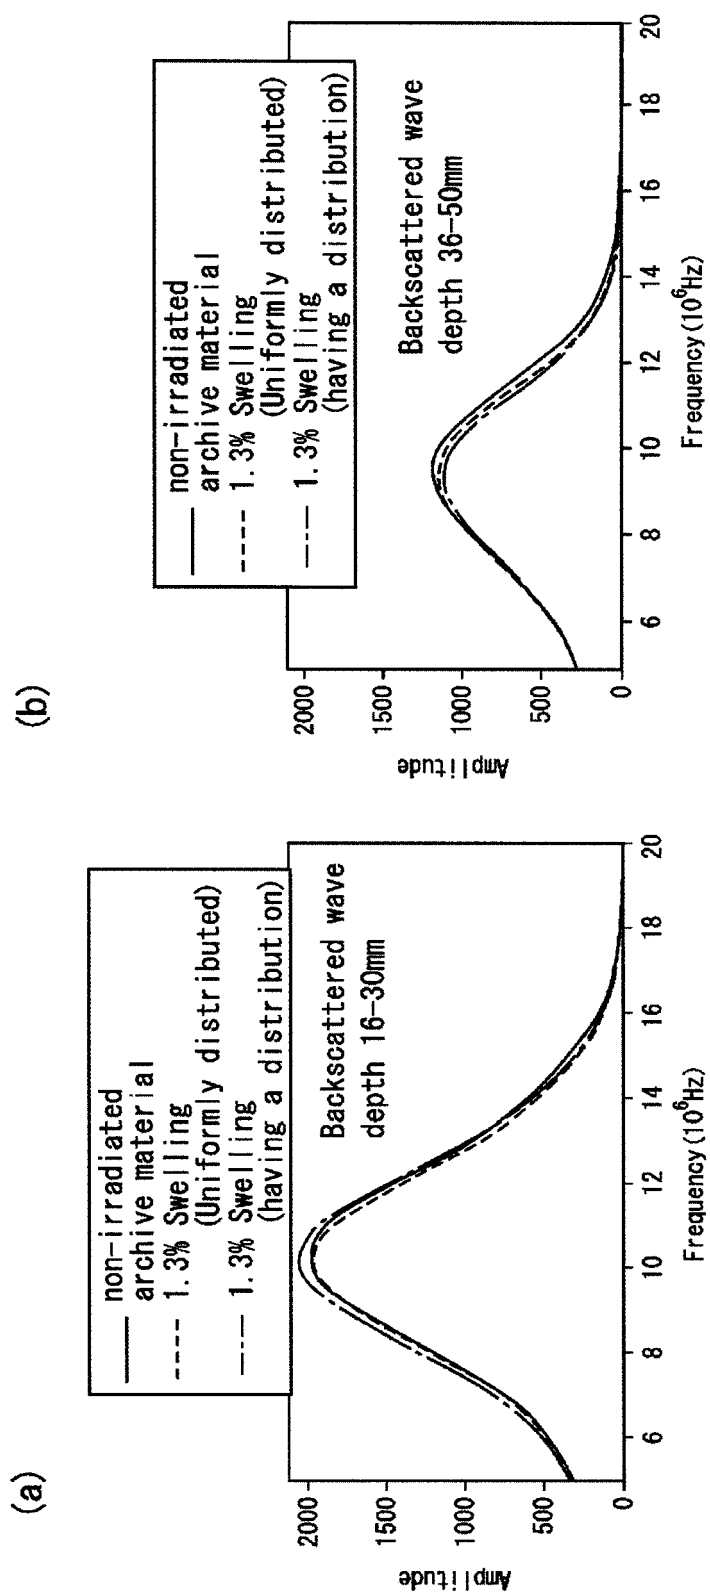 (a)
non-irradiated
archive material
1.3% Swelling
(Uniformly distributed)
1.3% Swelling
(having a distribution)
Backscattered wave
depth 16-30mm
Amplitude
2000
1500
1000
500
0
6
8
10
12
14
16
18
20
Frequency(10⁶Hz)
(b)
non-irradiated
archive material
1.3% Swelling
(Uniformly distributed)
1.3% Swelling
(having a distribution)
Backscattered wave
depth 36-50mm
Amplitude
2000
1500
1000
500
0
6
8
10
12
14
16
18
20
Frequency(10⁶Hz)